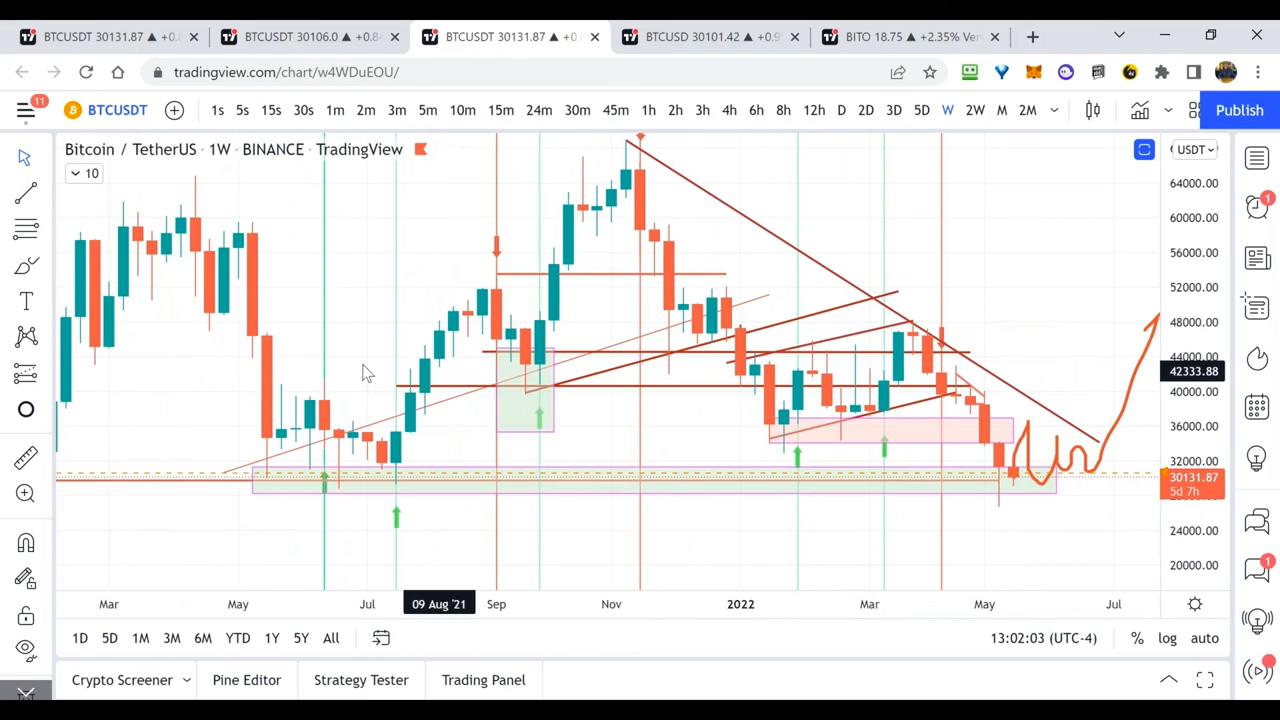 BTCUSDT 30131.87 ▲ +0.8 BTCUSDT 30106.0 ▲ +0.84 BTCUSDT 30131.87 ▲ BTCUSD 30101.42 ▲ +0.9 BITO 18.75 ▲ +2.35%
tradingview.com/chart/w4WDuEOU/
11 BTCUSDT 1s 5s 15s 30s 1m 2m 3m 5m 10m 15m 24m 30m 45m 1h 2h 3h 4h 6h 8h 12h D 2D 3D 5D W 2W M 2M Publish
Bitcoin / TetherUS · 1W · BINANCE · TradingView USDT
10
64000.00
1
60000.00
56000.00
52000.00
48000.00
44000.00
42333.88
40000.00
36000.00
32000.00
30131.87
5d 7h
24000.00
20000.00
1
Mar May Jul 09 Aug '21 Sep Nov 2022 Mar May Jul
1D 5D 1M 3M 6M YTD 1Y 5Y All 13:02:03 (UTC-4) % log auto
Crypto Screener Pine Editor Strategy Tester Trading Panel